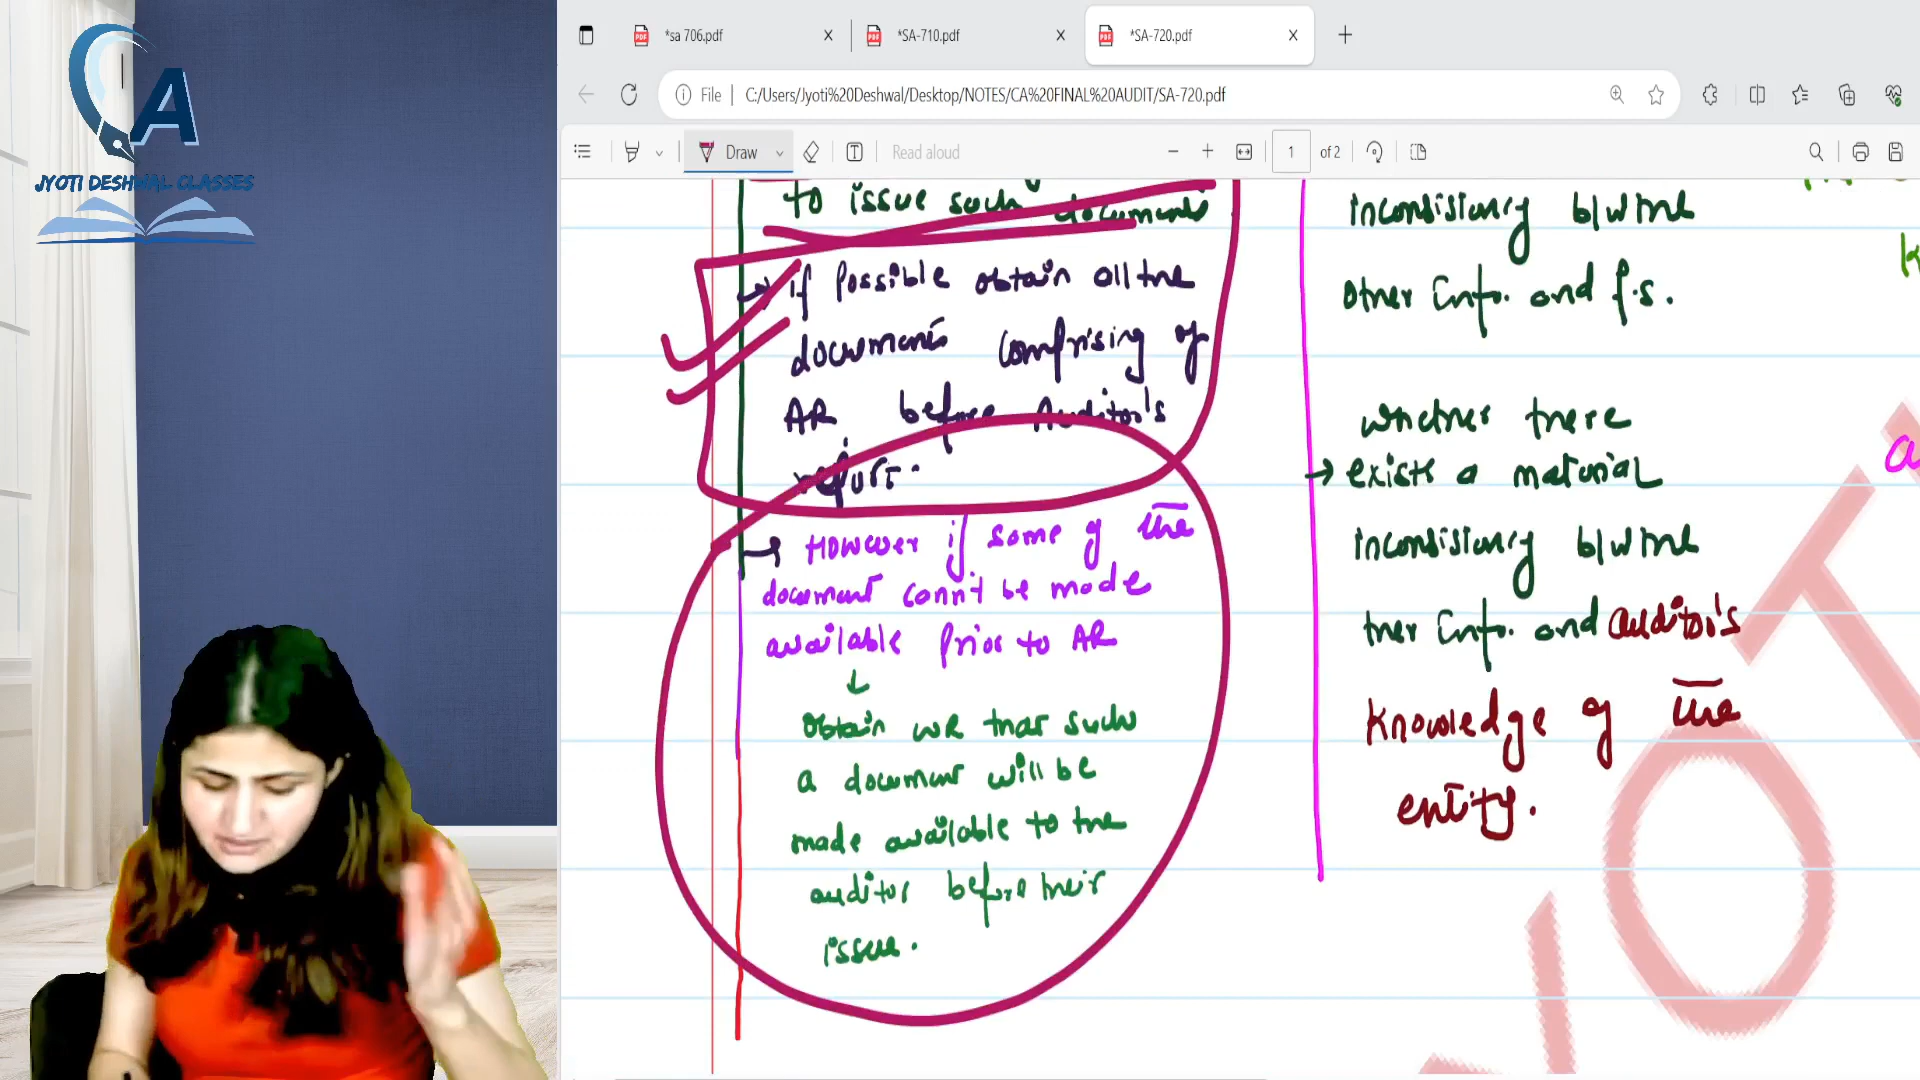 *sa 706.pdf
*SA-710.pdf
*SA-720.pdf
File
C:/Users/Jyoti%20Deshwal/Desktop/NOTES/CA%20FINAL%20AUDIT/SA-720.pdf
Draw
Read aloud
1
of 2
A
JYOTI DESHWAL CLASSES
to issue such documents
→ if possible obtain all the
documents comprising of
AR before Auditor's
report.
→ However if some of the
document cann't be made
available prior to AR
↓
Obtain WR that such
a document will be
made available to the
auditor before their
issue.
inconsistency b/w the
other Info. and f.s.
whether there
→ exists a material
inconsistency b/w the
ther Info. and auditor's
Knowledge of the
entity.